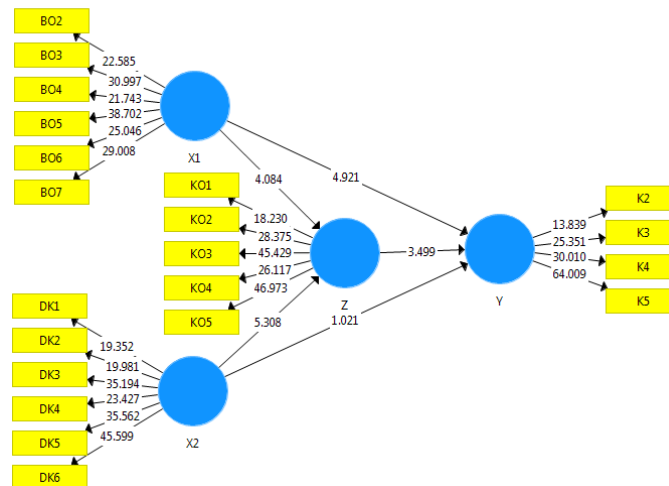 BO2
BO3
BO4
BO5
BO6
BO7
22.585
30.997
21.743
38.702
25.046
29.008
X1
4.084
4.921
KO1
KO2
KO3
KO4
KO5
18.230
28.375
45.429
26.117
46.973
Z
3.499
5.308
1.021
Y
13.839
25.351
30.010
64.009
K2
K3
K4
K5
DK1
DK2
DK3
DK4
DK5
DK6
19.352
19.981
35.194
23.427
35.562
45.599
X2